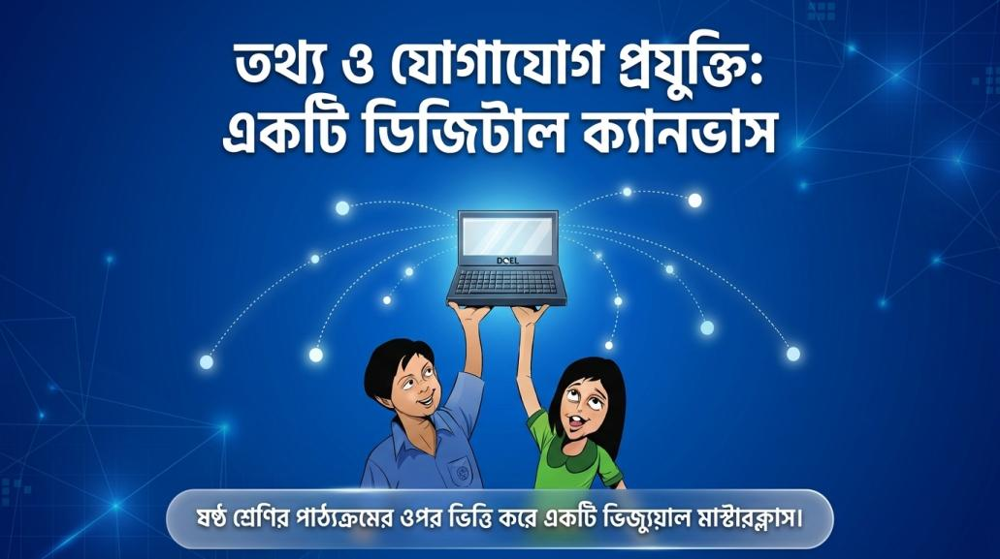 তথ্য ও যোগাযোগ প্রযুক্তি:
একটি ডিজিটাল ক্যানভাস
DOEL
ষষ্ঠ শ্রেণির পাঠ্যক্রমের ওপর ভিত্তি করে একটি ভিজ্যুয়াল মাস্টারক্লাস।